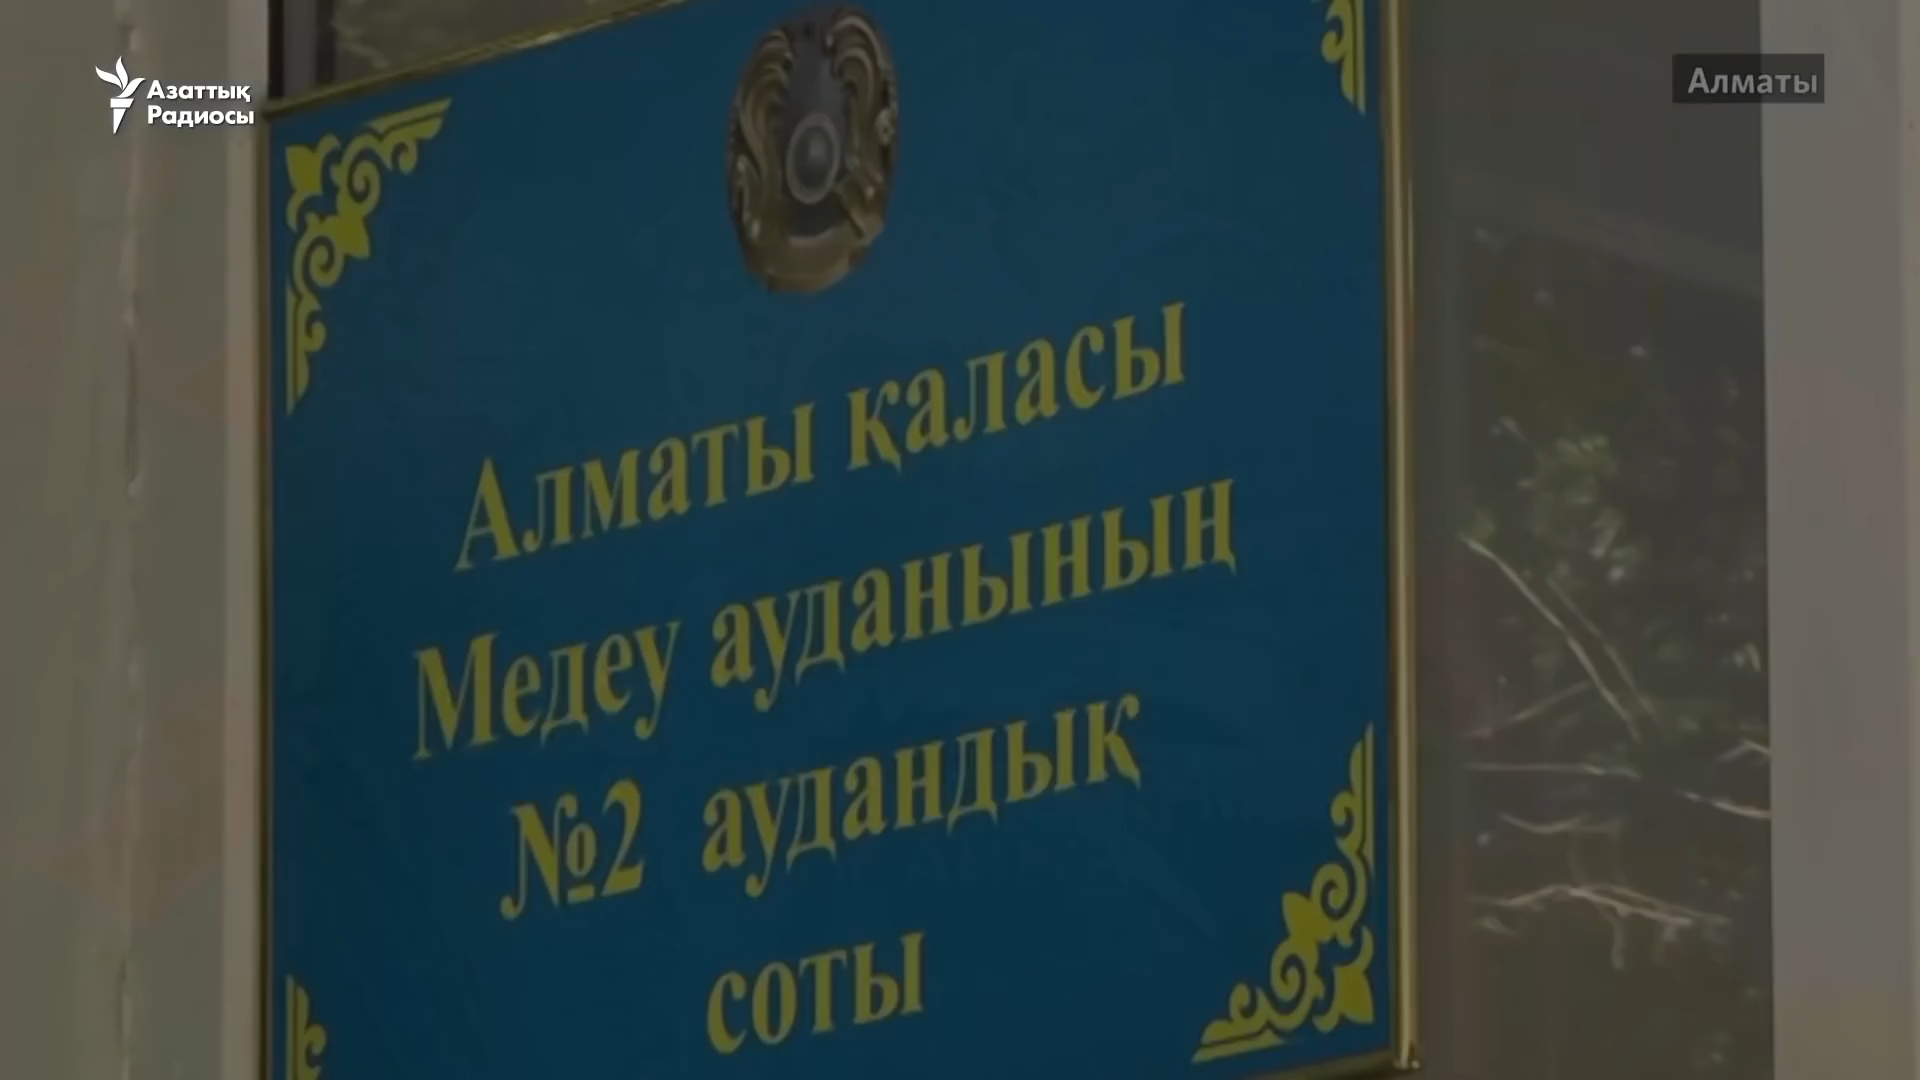 Азаттық
Радиосы
Алматы
Алматы қаласы
Медеу ауданының
№2 аудандық
соты